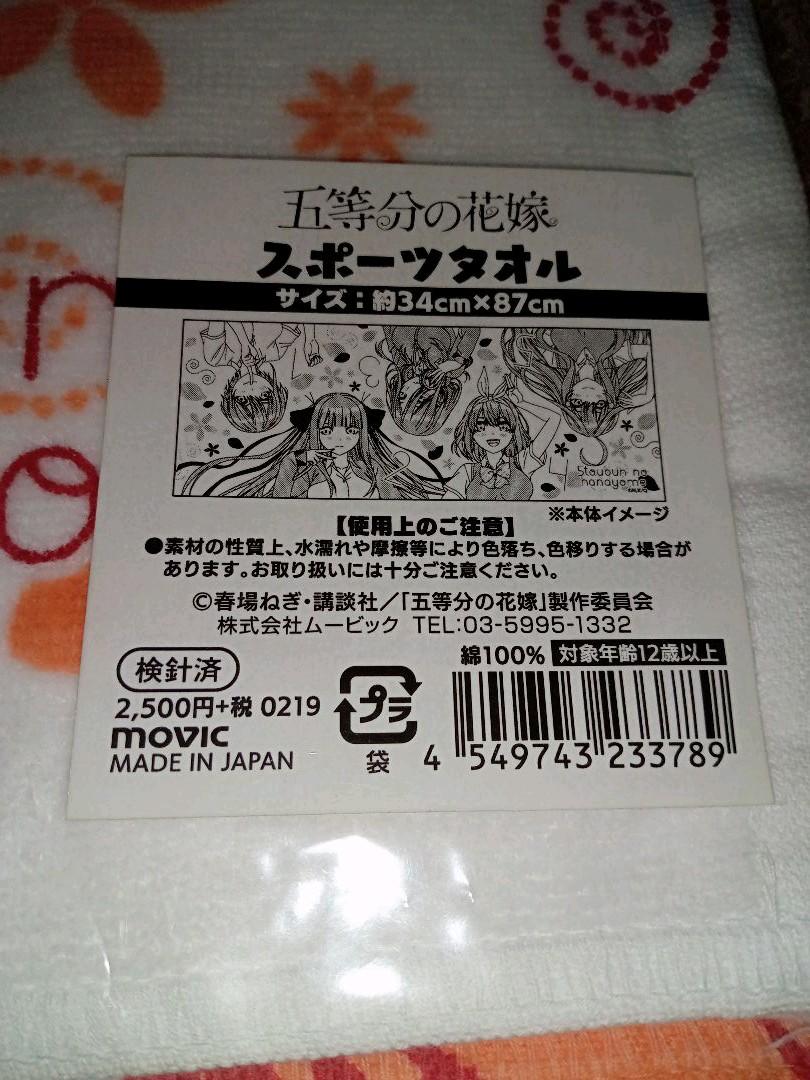 五等分の花嫁
スポーツタオル
サイズ：約34cm×87cm
※本体イメージ
【使用上のご注意】
●素材の性質上、水濡れや摩擦等により色落ち、色移りする場合が
あります。お取り扱いには十分ご注意ください。
©春場ねぎ・講談社／「五等分の花嫁」製作委員会
株式会社ムービック TEL:03-5995-1332
綿100% 対象年齢12歳以上
検針済
2,500円+税 0219
movic
MADE IN JAPAN
プラ
袋
4 549743 233789